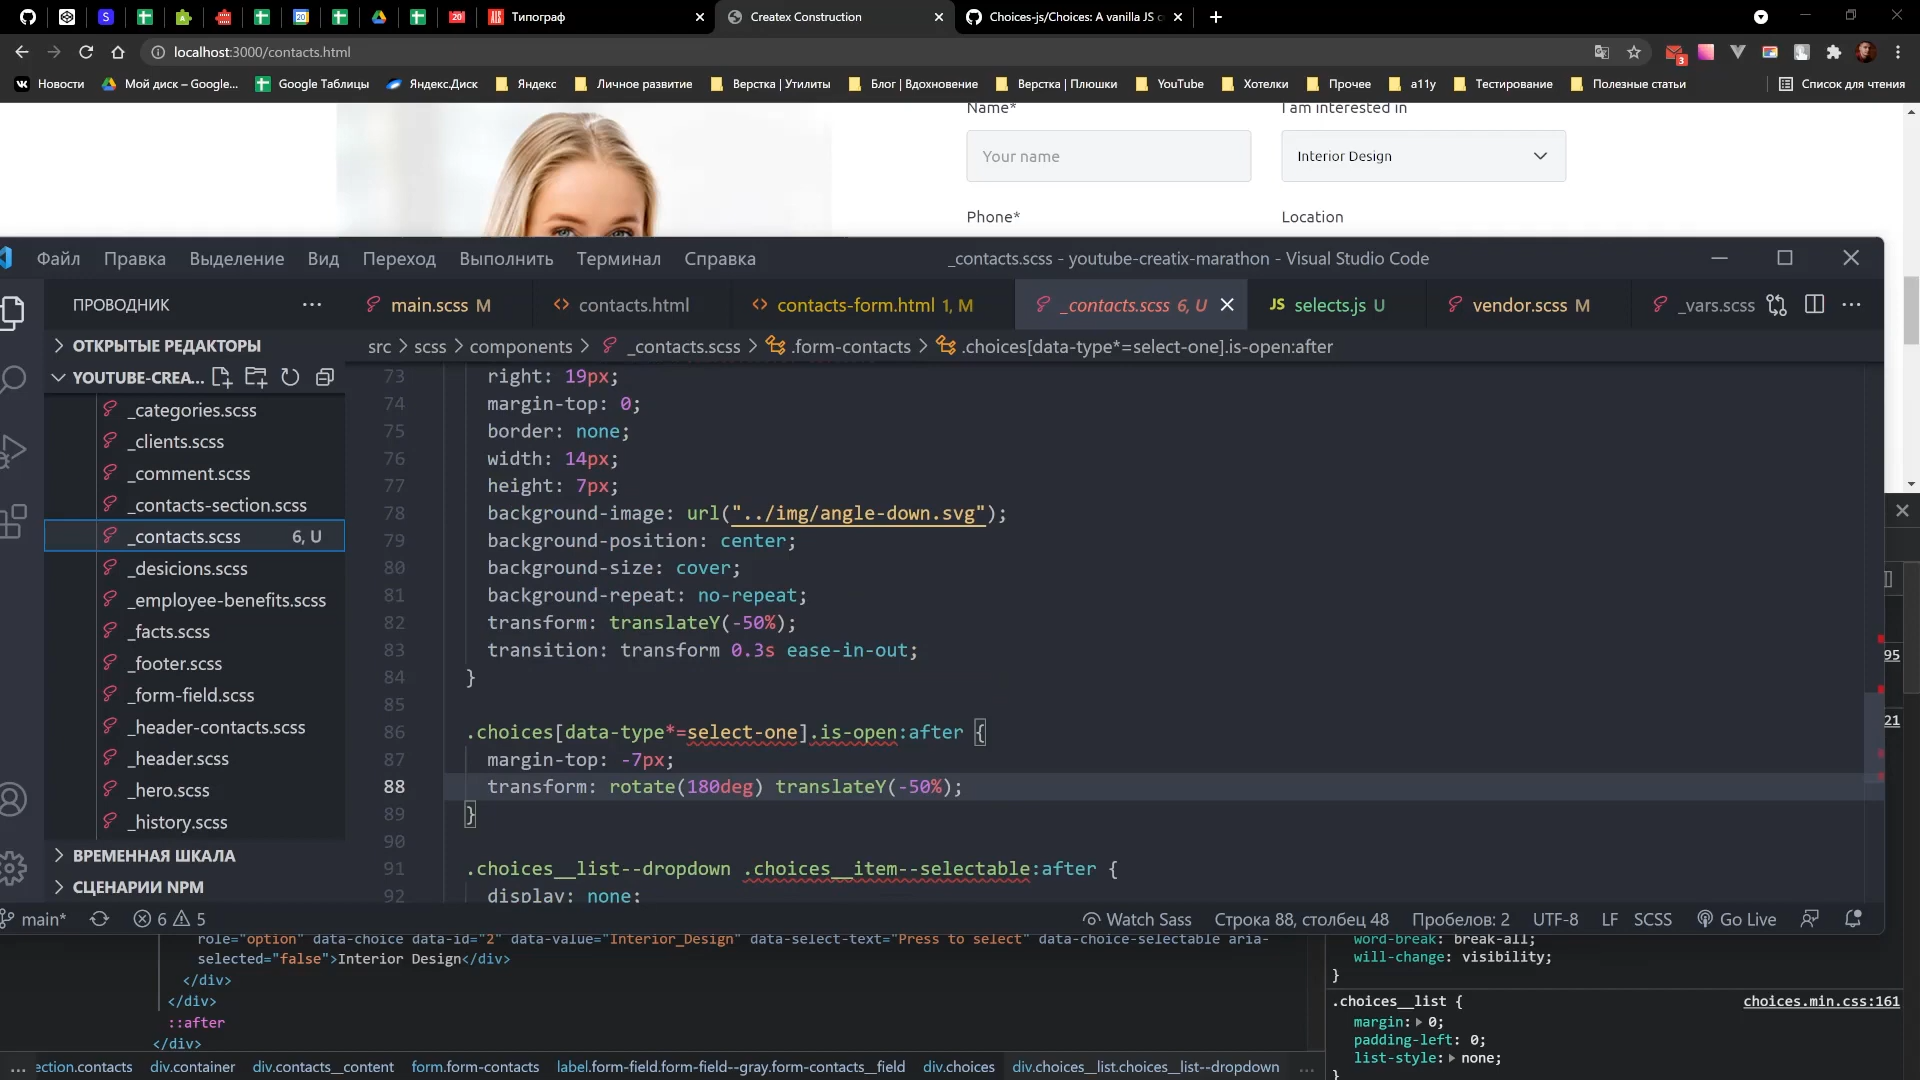 Типограф
Createx Construction
Choices-js/Choices: A vanilla JS c
localhost:3000/contacts.html
3
Новости
Мой диск – Google...
Google Таблицы
Яндекс.Диск
Яндекс
Личное развитие
Верстка | Утилиты
Блог | Вдохновение
Верстка | Плюшки
YouTube
Хотелки
Прочее
a11y
Тестирование
Полезные статьи
Список для чтения
Name*
I am interested in
Your name
Interior Design
Phone*
Location
Файл Правка Выделение Вид Переход Выполнить Терминал Справка
_contacts.scss - youtube-creatix-marathon - Visual Studio Code
ПРОВОДНИК
main.scss M
contacts.html
contacts-form.html 1, M
_contacts.scss 6, U
selects.js U
vendor.scss M
_vars.scss
ОТКРЫТЫЕ РЕДАКТОРЫ
src > scss > components > _contacts.scss > .form-contacts > .choices[data-type*=select-one].is-open:after
YOUTUBE-CREA...
_categories.scss
_clients.scss
_comment.scss
_contacts-section.scss
_contacts.scss 6, U
_desicions.scss
_employee-benefits.scss
_facts.scss
_footer.scss
_form-field.scss
_header-contacts.scss
_header.scss
_hero.scss
_history.scss
ВРЕМЕННАЯ ШКАЛА
СЦЕНАРИИ NPM
73 right: 19px;
74 margin-top: 0;
75 border: none;
76 width: 14px;
77 height: 7px;
78 background-image: url("../img/angle-down.svg");
79 background-position: center;
80 background-size: cover;
81 background-repeat: no-repeat;
82 transform: translateY(-50%);
83 transition: transform 0.3s ease-in-out;
84 }
85
86 .choices[data-type*=select-one].is-open:after {
87 margin-top: -7px;
88 transform: rotate(180deg) translateY(-50%);
89 }
90
91 .choices__list--dropdown .choices__item--selectable:after {
92 display: none;
95
21
main* 6 5
Watch Sass Строка 88, столбец 48 Пробелов: 2 UTF-8 LF SCSS Go Live
role="option" data-choice data-id="2" data-value="Interior_Design" data-select-text="Press to select" data-choice-selectable aria-
selected="false">Interior Design</div>
</div>
</div>
::after
</div>
word-break: break-all;
will-change: visibility;
}
.choices__list { choices.min.css:161
margin: 0;
padding-left: 0;
list-style: none;
}
... ection.contacts div.container div.contacts__content form.form-contacts label.form-field.form-field--gray.form-contacts__field div.choices div.choices__list.choices__list--dropdown ...